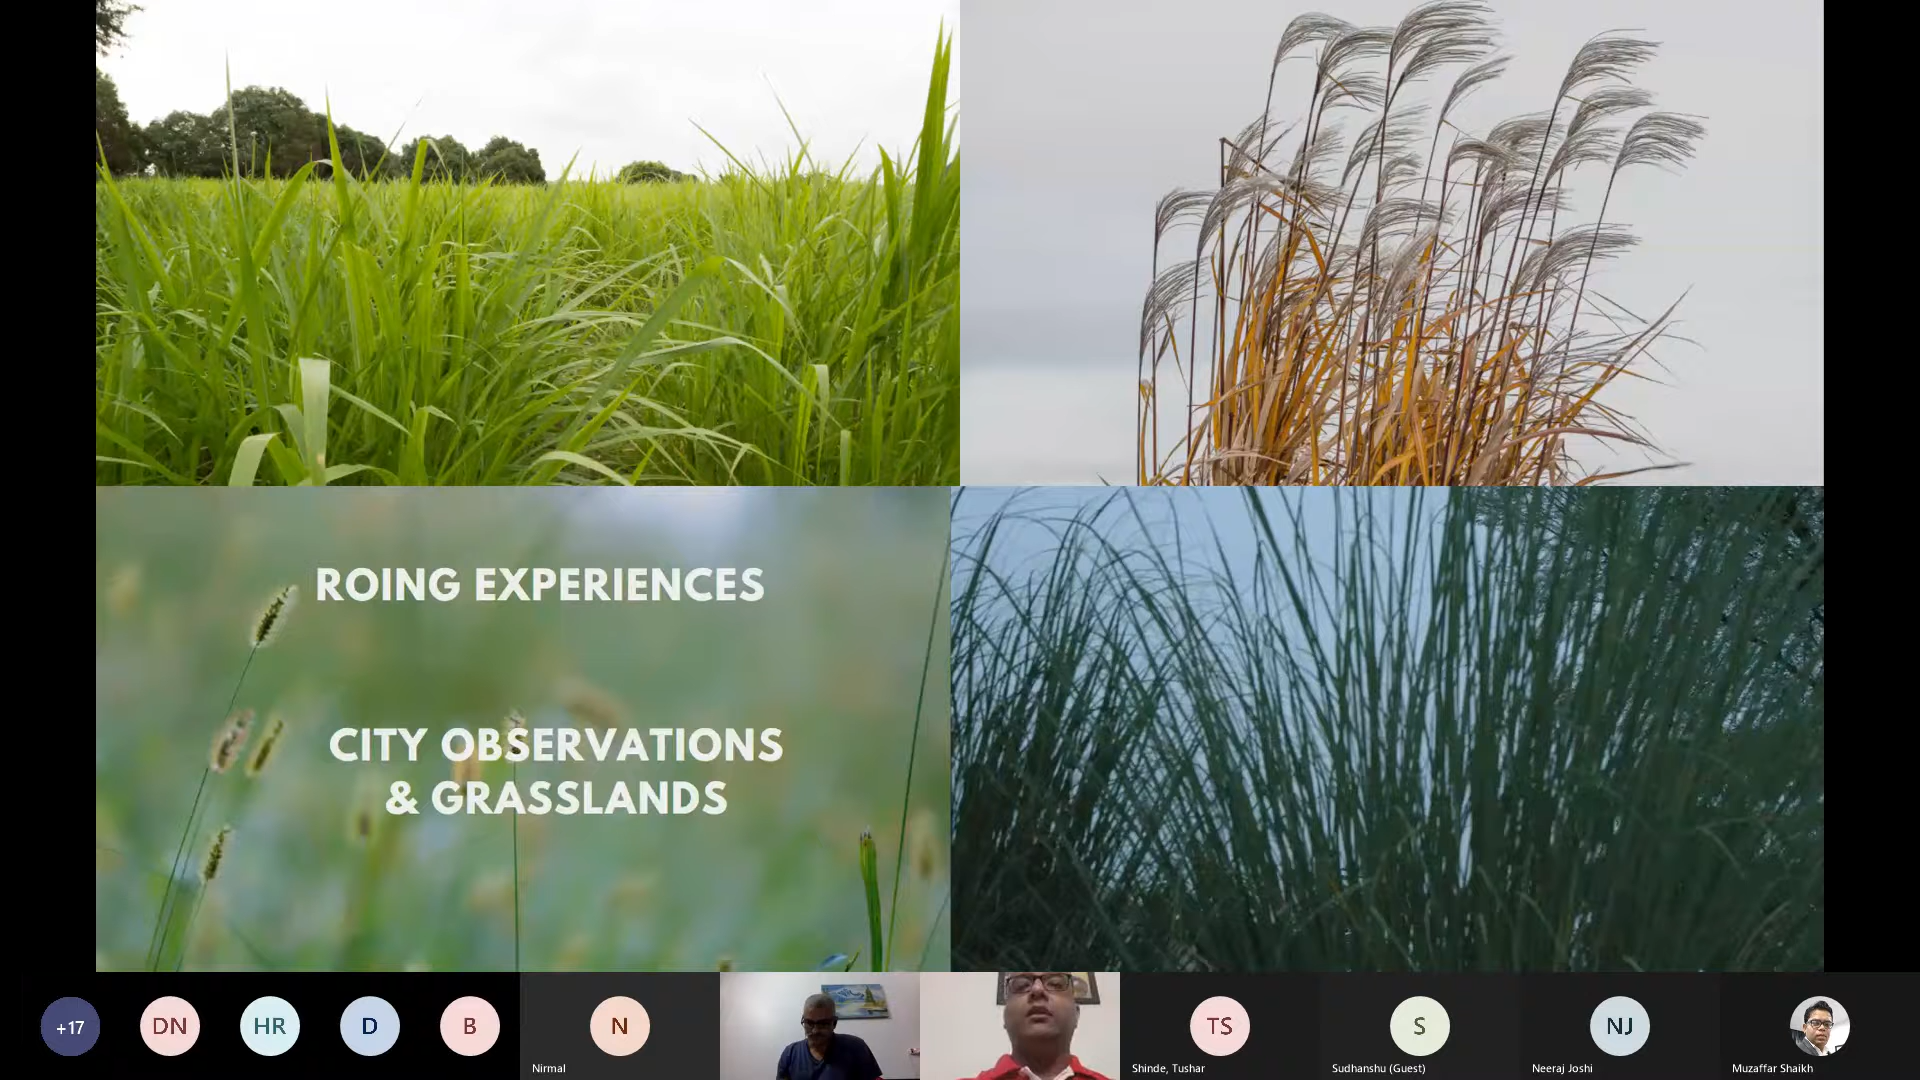 ROING EXPERIENCES
CITY OBSERVATIONS
& GRASSLANDS
+17
DN
HR
D
B
N
TS
S
NJ
Nirmal
Shinde, Tushar
Sudhanshu (Guest)
Neeraj Joshi
Muzaffar Shaikh